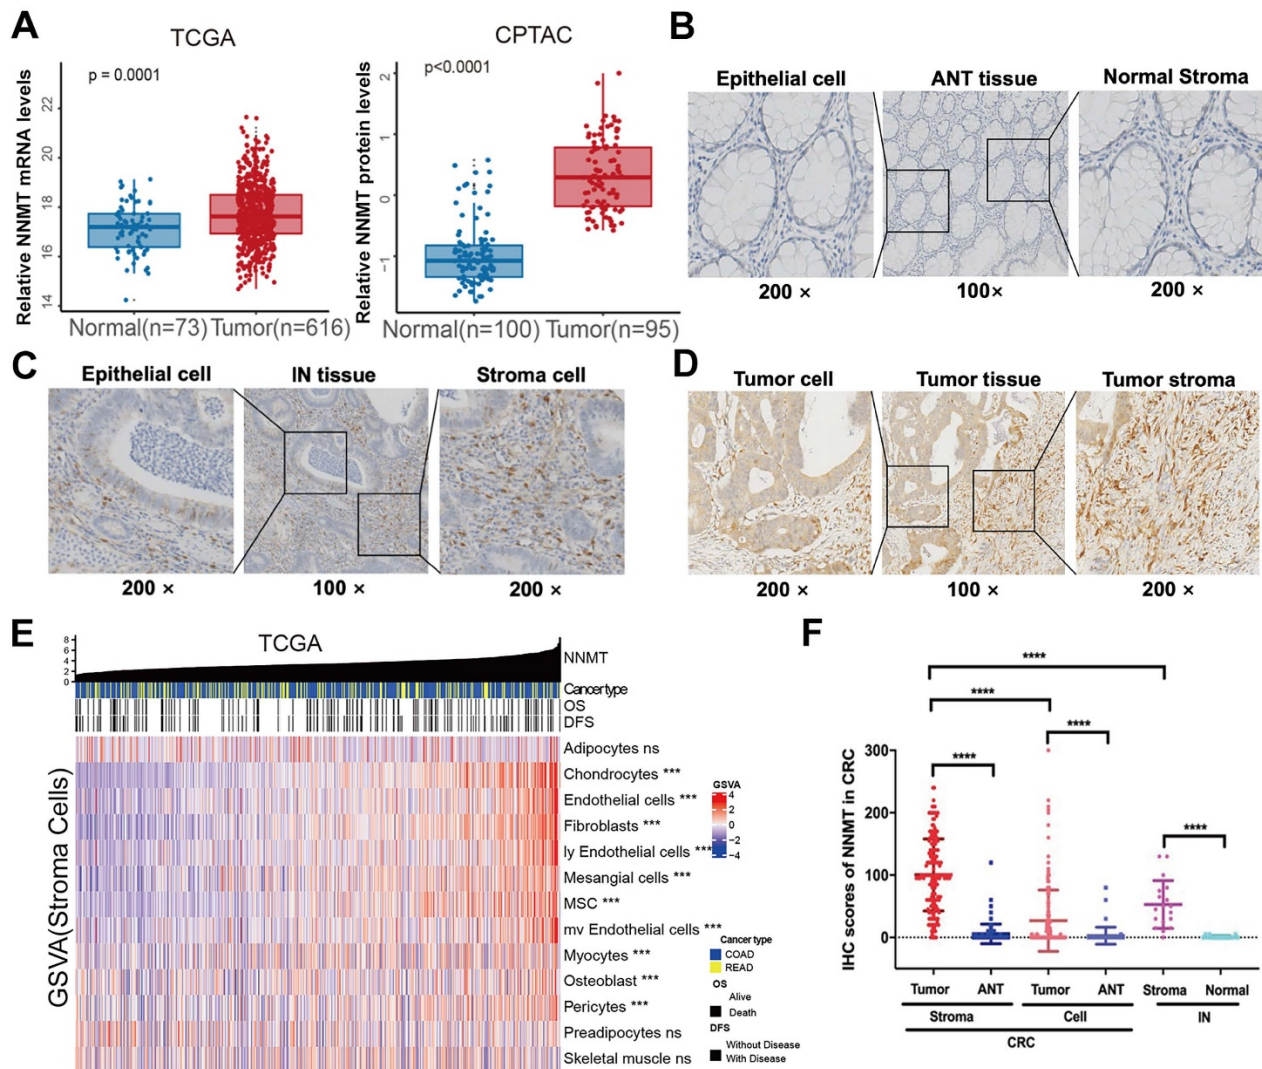 A
TCGA
p = 0.0001
Relative NNMT mRNA levels
22
20
18
16
14
Normal(n=73) Tumor(n=616)
CPTAC
p<0.0001
Relative NNMT protein levels
2
1
0
−1
Normal(n=100) Tumor(n=95)
B
Epithelial cell
ANT tissue
Normal Stroma
200 ×
100×
200 ×
C
Epithelial cell
IN tissue
Stroma cell
200 ×
100 ×
200 ×
D
Tumor cell
Tumor tissue
Tumor stroma
200 ×
100 ×
200 ×
E
TCGA
8
6
4
2
0
NNMT
Cancer type
OS
DFS
GSVA(Stroma Cells)
Adipocytes ns
Chondrocytes ***
Endothelial cells ***
Fibroblasts ***
ly Endothelial cells ***
Mesangial cells ***
MSC ***
mv Endothelial cells ***
Myocytes ***
Osteoblast ***
Pericytes ***
Preadipocytes ns
Skeletal muscle ns
GSVA
4
2
0
−2
−4
Cancer type
COAD
READ
OS
Alive
Death
DFS
Without Disease
With Disease
F
****
****
****
****
****
IHC scores of NNMT in CRC
300
200
100
0
Tumor ANT Tumor ANT Stroma Normal
Stroma Cell IN
CRC